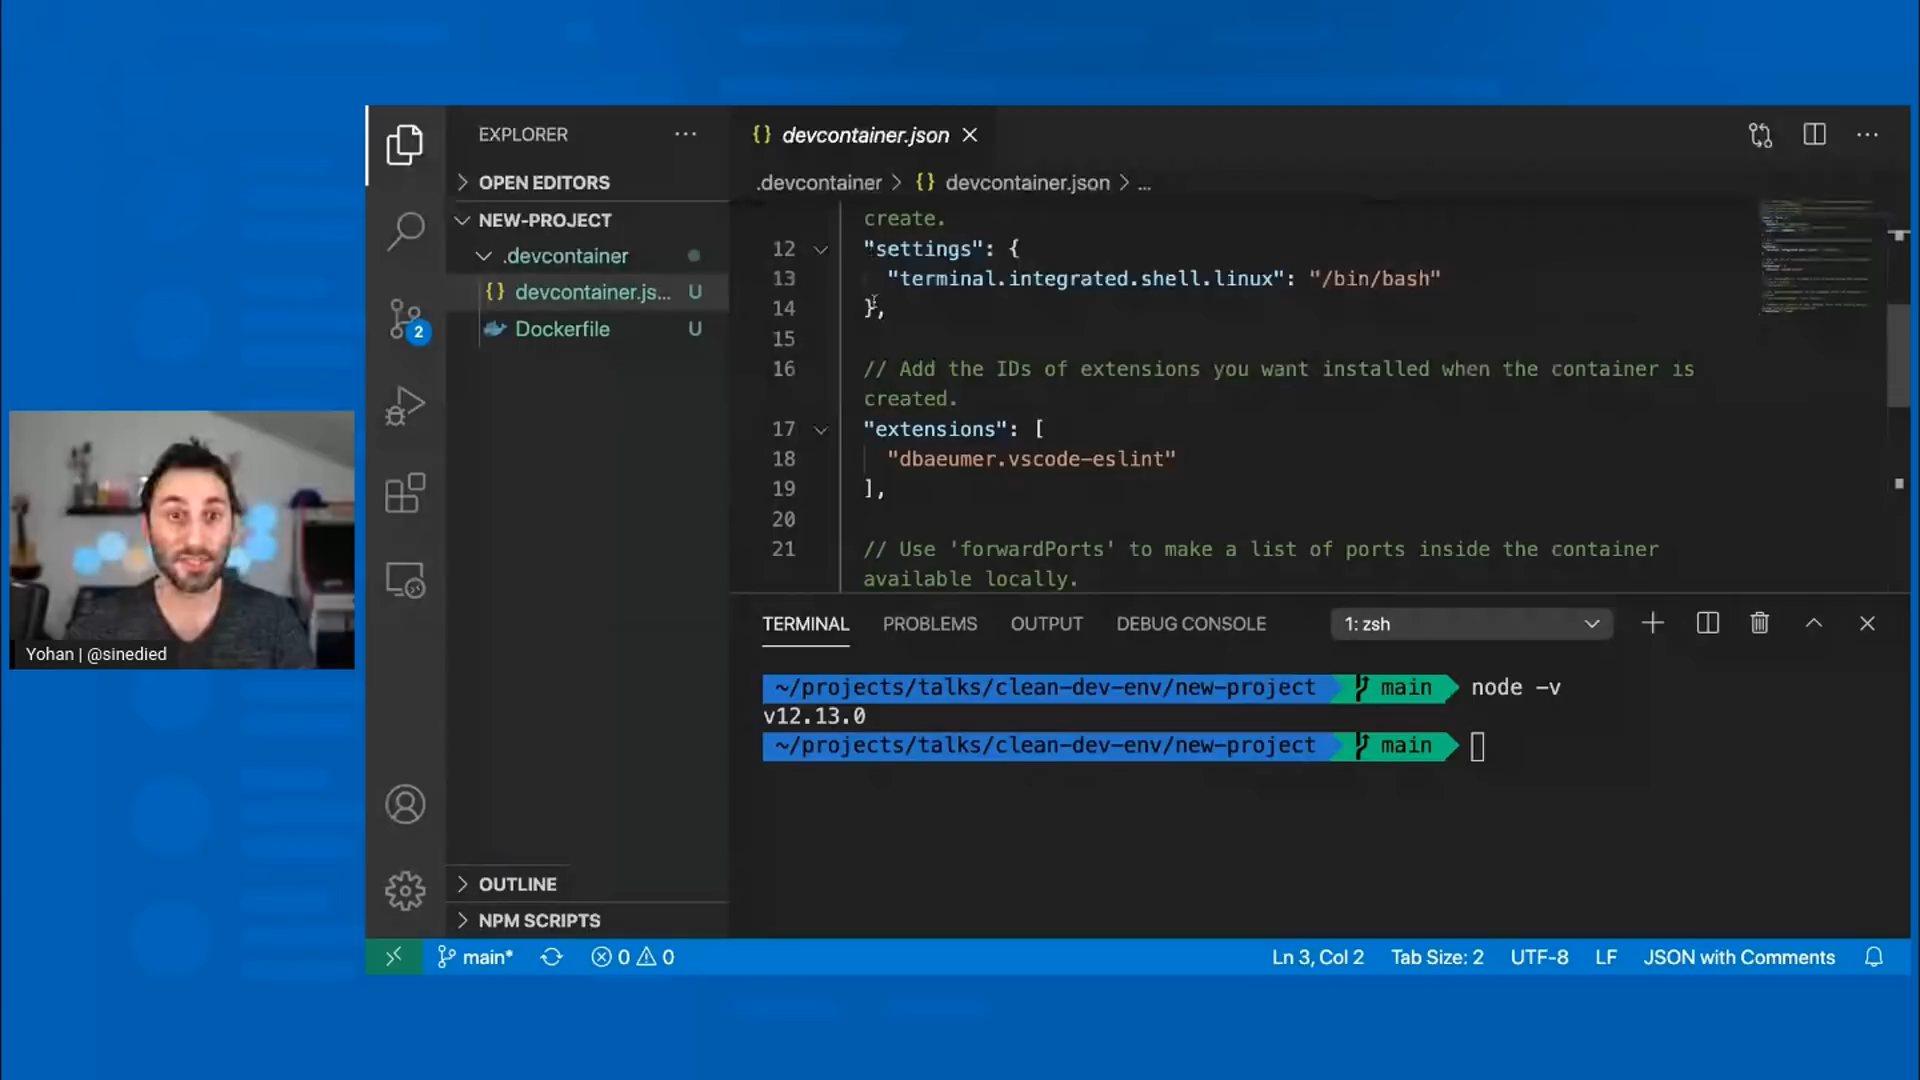 EXPLORER
OPEN EDITORS
NEW-PROJECT
.devcontainer
{} devcontainer.js... U
Dockerfile U
2
OUTLINE
NPM SCRIPTS
{} devcontainer.json
.devcontainer > {} devcontainer.json > ...
create.
12 "settings": {
13 "terminal.integrated.shell.linux": "/bin/bash"
14 },
15
16 // Add the IDs of extensions you want installed when the container is
created.
17 "extensions": [
18 "dbaeumer.vscode-eslint"
19 ],
20
21 // Use 'forwardPorts' to make a list of ports inside the container
available locally.
TERMINAL PROBLEMS OUTPUT DEBUG CONSOLE 1: zsh
~/projects/talks/clean-dev-env/new-project main node -v
v12.13.0
~/projects/talks/clean-dev-env/new-project main
main* 0 0 Ln 3, Col 2 Tab Size: 2 UTF-8 LF JSON with Comments
Yohan | @sinedied